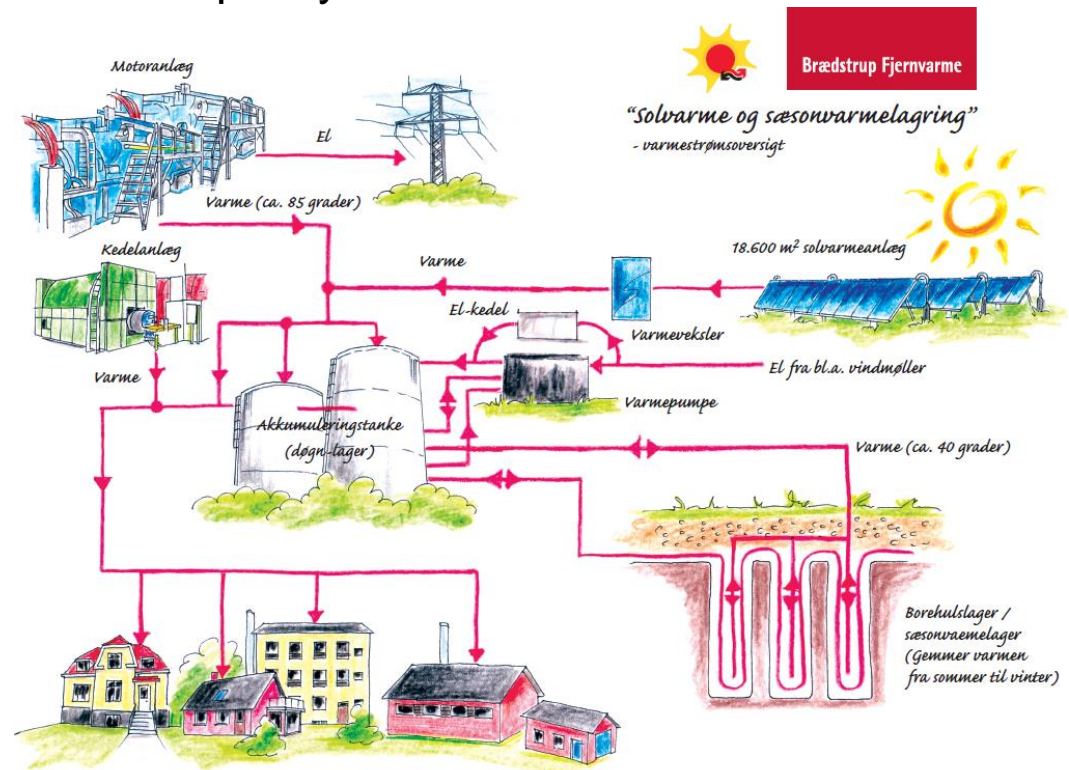 Motoranlæg
El
Brædstrup Fjernvarme
"Solvarme og sæsonvarmelagring"
- varmestrømsoversigt
Varme (ca. 85 grader)
Kedelanlæg
Varme
18.600 m² solvarmeanlæg
El-kedel
Varmeveksler
Varme
El fra bl.a. vindmøller
Varmepumpe
Akkumuleringstanke
(døgn-lager)
Varme (ca. 40 grader)
Borehulslager /
sæsonvaemelager
(Gemmer varmen
fra sommer til vinter)